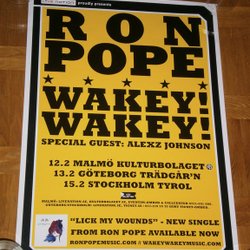 proudly presents
RON
POPE
WAKEY!
WAKEY!
SPECIAL GUEST: ALEXZ JOHNSON
12.2 MALMÖ KULTURBOLAGET
13.2 GÖTEBORG TRÄDGÅR'N
15.2 STOCKHOLM TYROL
"LICK MY WOUNDS" - NEW SINGLE
FROM RON POPE AVAILABLE NOW
RONPOPEMUSIC.COM // WAKEYWAKEYMUSIC.COM